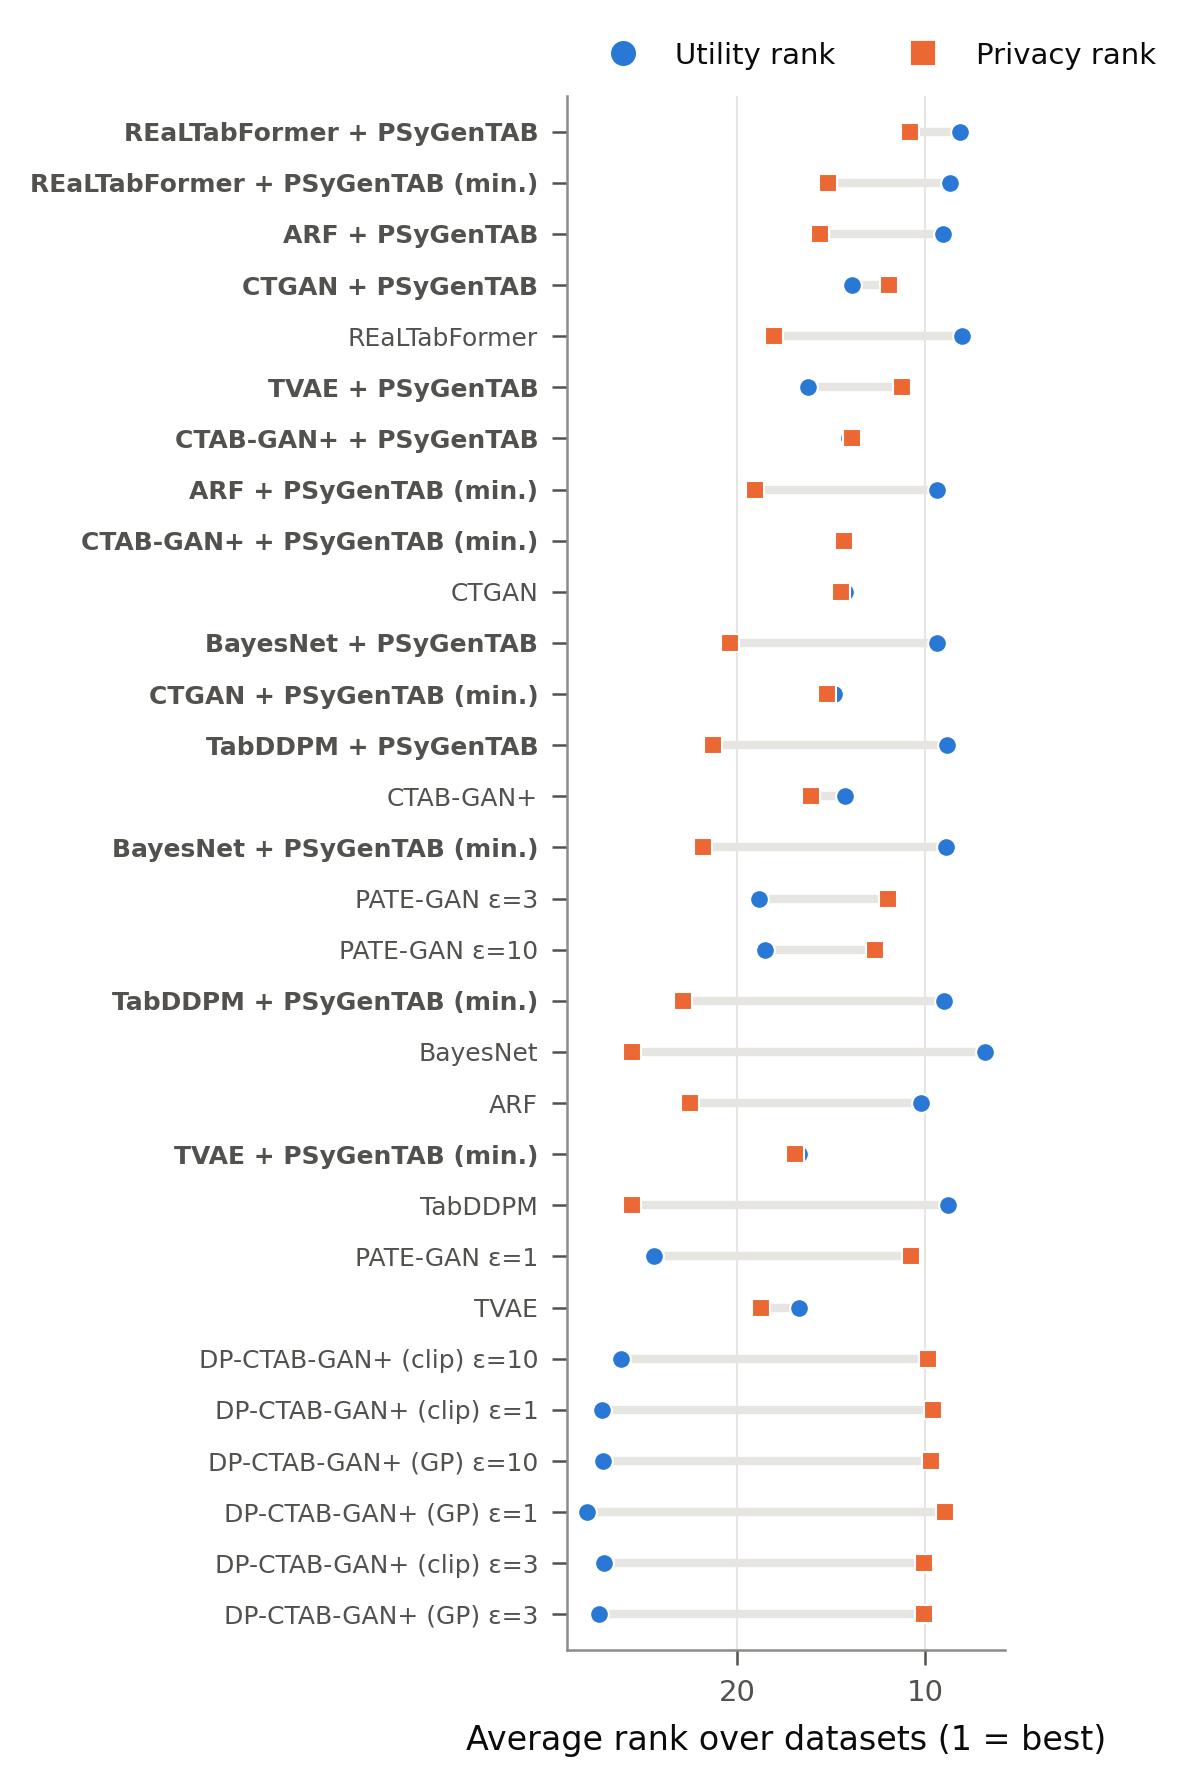 Utility rank Privacy rank
REaLTabFormer + PSyGenTAB
REaLTabFormer + PSyGenTAB (min.)
ARF + PSyGenTAB
CTGAN + PSyGenTAB
REaLTabFormer
TVAE + PSyGenTAB
CTAB-GAN+ + PSyGenTAB
ARF + PSyGenTAB (min.)
CTAB-GAN+ + PSyGenTAB (min.)
CTGAN
BayesNet + PSyGenTAB
CTGAN + PSyGenTAB (min.)
TabDDPM + PSyGenTAB
CTAB-GAN+
BayesNet + PSyGenTAB (min.)
PATE-GAN ε=3
PATE-GAN ε=10
TabDDPM + PSyGenTAB (min.)
BayesNet
ARF
TVAE + PSyGenTAB (min.)
TabDDPM
PATE-GAN ε=1
TVAE
DP-CTAB-GAN+ (clip) ε=10
DP-CTAB-GAN+ (clip) ε=1
DP-CTAB-GAN+ (GP) ε=10
DP-CTAB-GAN+ (GP) ε=1
DP-CTAB-GAN+ (clip) ε=3
DP-CTAB-GAN+ (GP) ε=3
20 10
Average rank over datasets (1 = best)